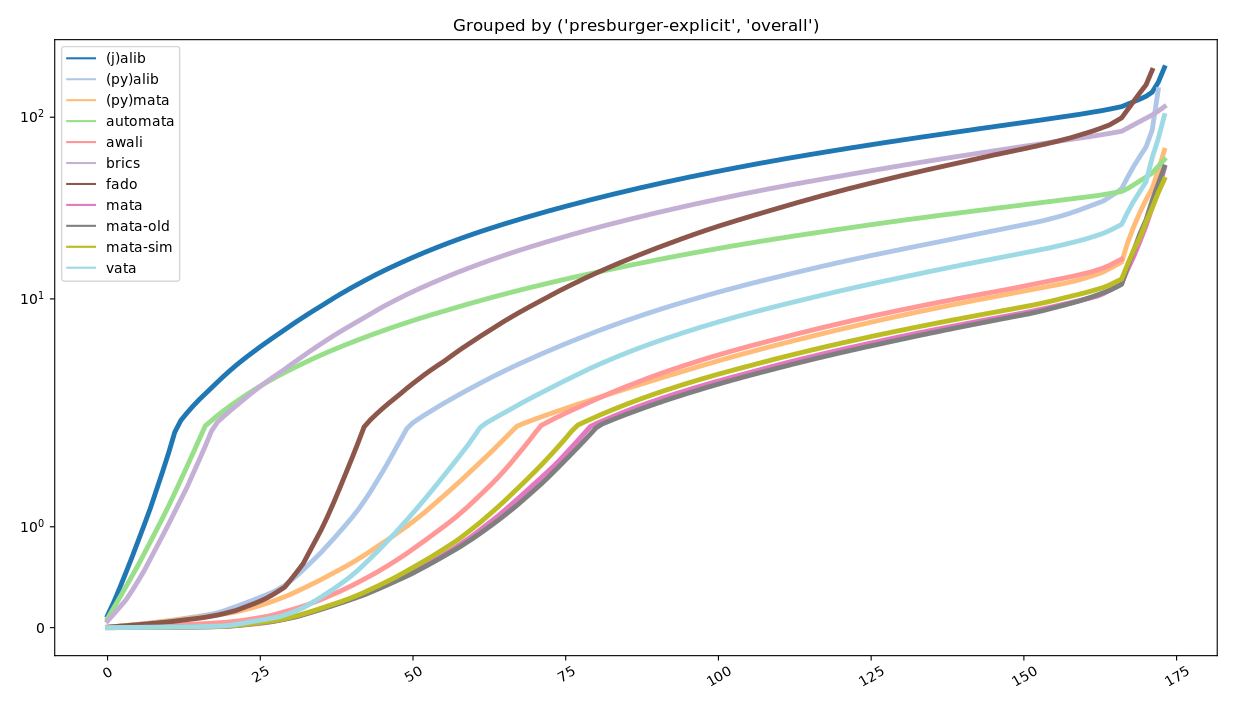 Grouped by ('presburger-explicit', 'overall')
(j)alib
(py)alib
(py)mata
automata
awali
brics
fado
mata
mata-old
mata-sim
vata
10²
10¹
10⁰
0
0
25
50
75
100
125
150
175